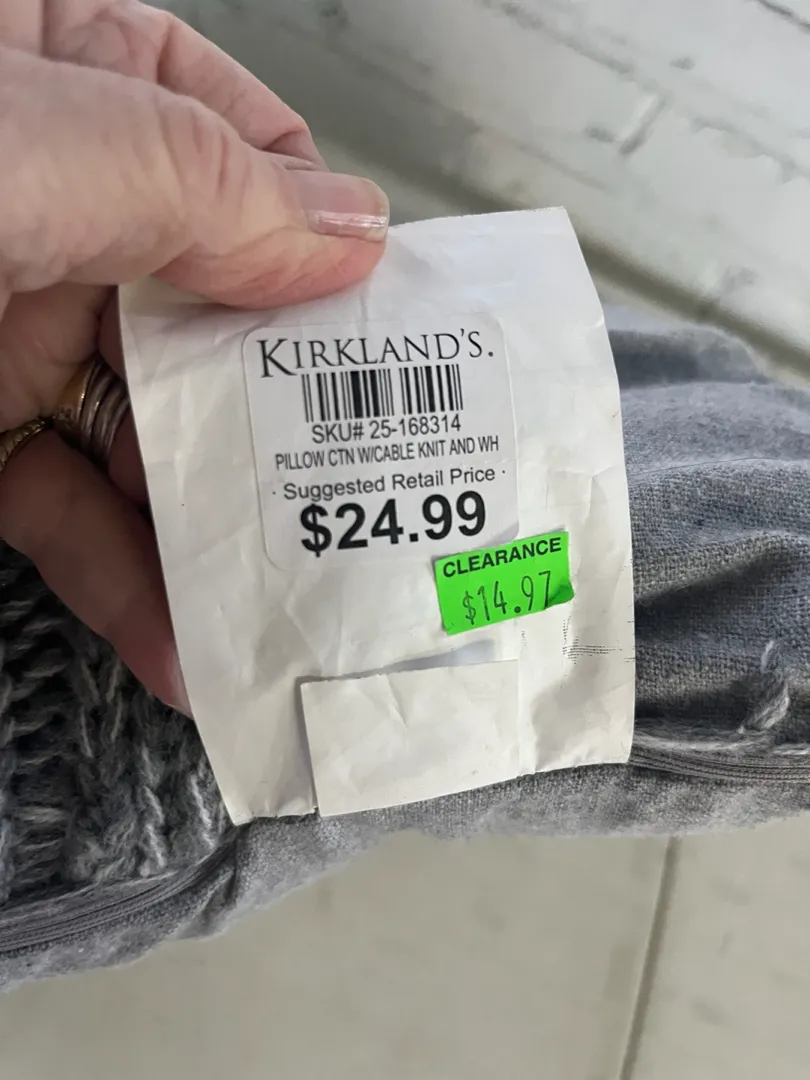 KIRKLAND'S.
SKU# 25-168314
PILLOW CTN W/CABLE KNIT AND WH
· Suggested Retail Price ·
$24.99
CLEARANCE
$14.97